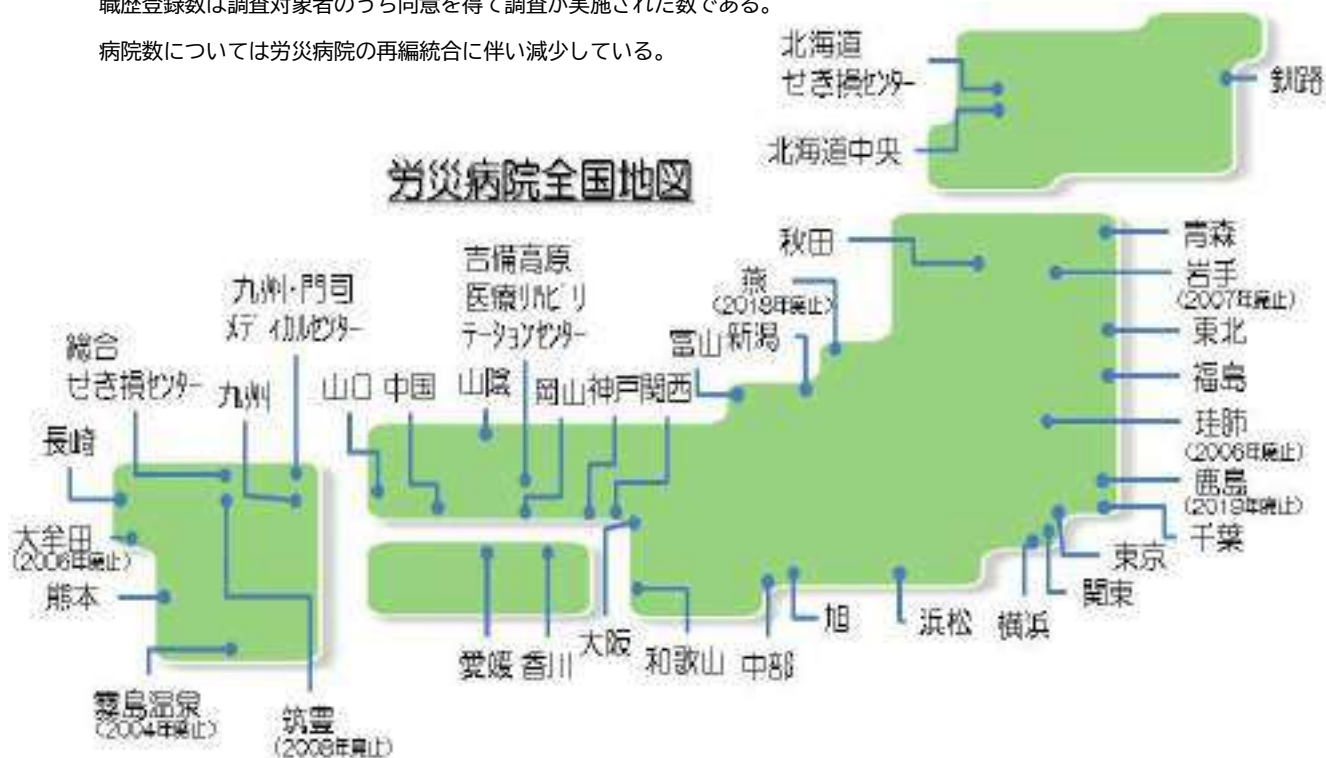 職歴登録数は調査対象者のうち同意を得て調査が実施された数である。
病院数については労災病院の再編統合に伴い減少している。
労災病院全国地図
北海道
せき損センター
北海道中央
釧路
秋田
燕
(2018年廃止)
富山
新潟
青森
岩手
(2007年廃止)
東北
福島
珪肺
(2006年廃止)
鹿島
(2019年廃止)
千葉
東京
関東
横浜
浜松
旭
中部
和歌山
大阪
吉備高原
医療リハビリ
テーションセンター
山口
中国
山陰
岡山
神戸
関西
愛媛
香川
九州・門司
メディカルセンター
総合
せき損センター
九州
長崎
大牟田
(2006年廃止)
熊本
霧島温泉
(2004年廃止)
筑豊
(2008年廃止)